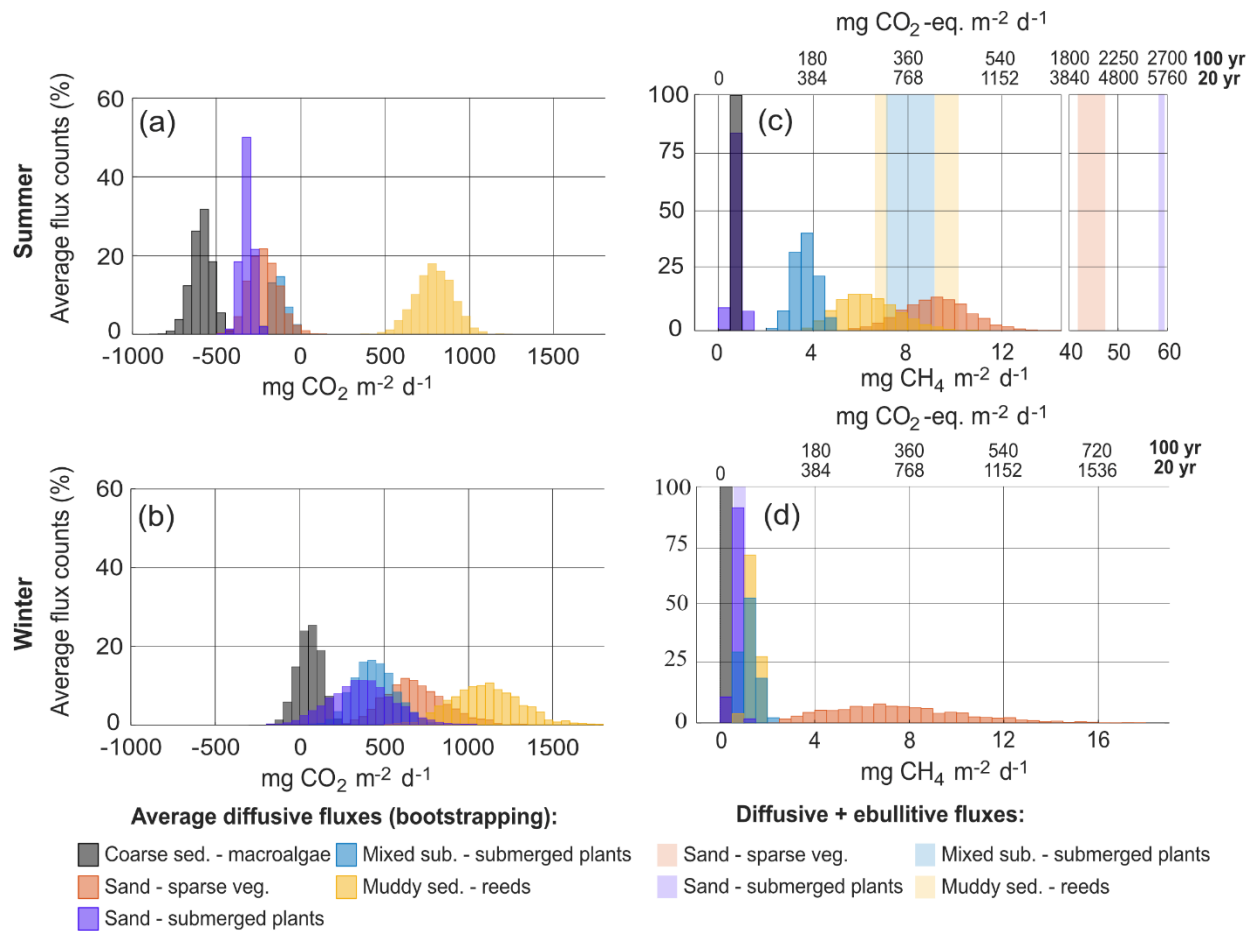 mg CO2-eq. m-2 d-1
180 360 540 1800 2250 2700 100 yr
0 384 768 1152 3840 4800 5760 20 yr
Summer
Average flux counts (%)
60
40
20
0
(a)
-1000 -500 0 500 1000 1500
mg CO2 m-2 d-1
100
75
50
25
0
(c)
0 4 8 12 40 50 60
mg CH4 m-2 d-1
mg CO2-eq. m-2 d-1
180 360 540 720 100 yr
0 384 768 1152 1536 20 yr
Winter
Average flux counts (%)
60
40
20
0
(b)
-1000 -500 0 500 1000 1500
mg CO2 m-2 d-1
100
75
50
25
0
(d)
0 4 8 12 16
mg CH4 m-2 d-1
Average diffusive fluxes (bootstrapping):
Coarse sed. - macroalgae
Mixed sub. - submerged plants
Sand - sparse veg.
Muddy sed. - reeds
Sand - submerged plants
Diffusive + ebullitive fluxes:
Sand - sparse veg.
Mixed sub. - submerged plants
Sand - submerged plants
Muddy sed. - reeds